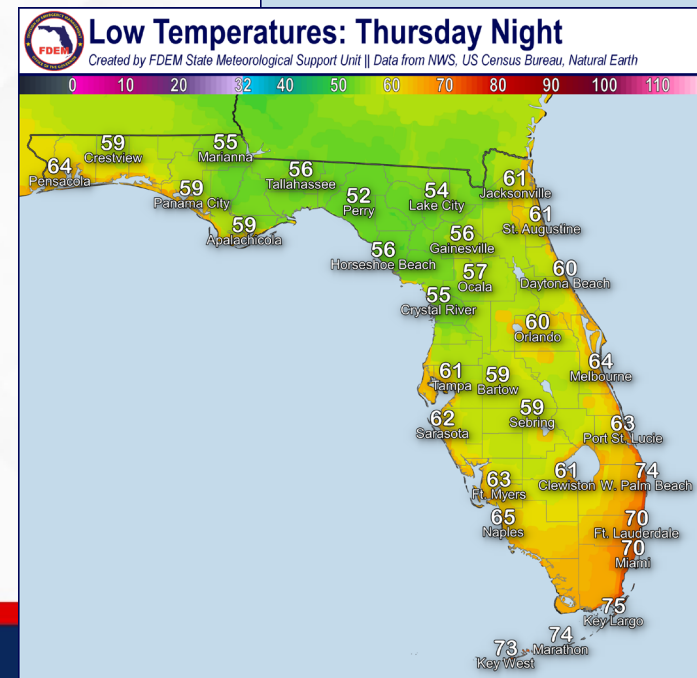 FDEM
Low Temperatures: Thursday Night
Created by FDEM State Meteorological Support Unit || Data from NWS, US Census Bureau, Natural Earth
0 10 20 32 40 50 60 70 80 90 100 110
59
Crestview
55
Marianna
64
Pensacola
56
Tallahassee
59
Panama City
52
Perry
54
Lake City
61
Jacksonville
59
Apalachicola
61
St. Augustine
56
Gainesville
56
Horseshoe Beach
57
Ocala
60
Daytona Beach
55
Crystal River
60
Orlando
64
Melbourne
61
Tampa
59
Bartow
59
Sebring
62
Sarasota
63
Port St. Lucie
61
Clewiston
74
W. Palm Beach
63
Ft. Myers
65
Naples
70
Ft. Lauderdale
70
Miami
75
Key Largo
74
Marathon
73
Key West